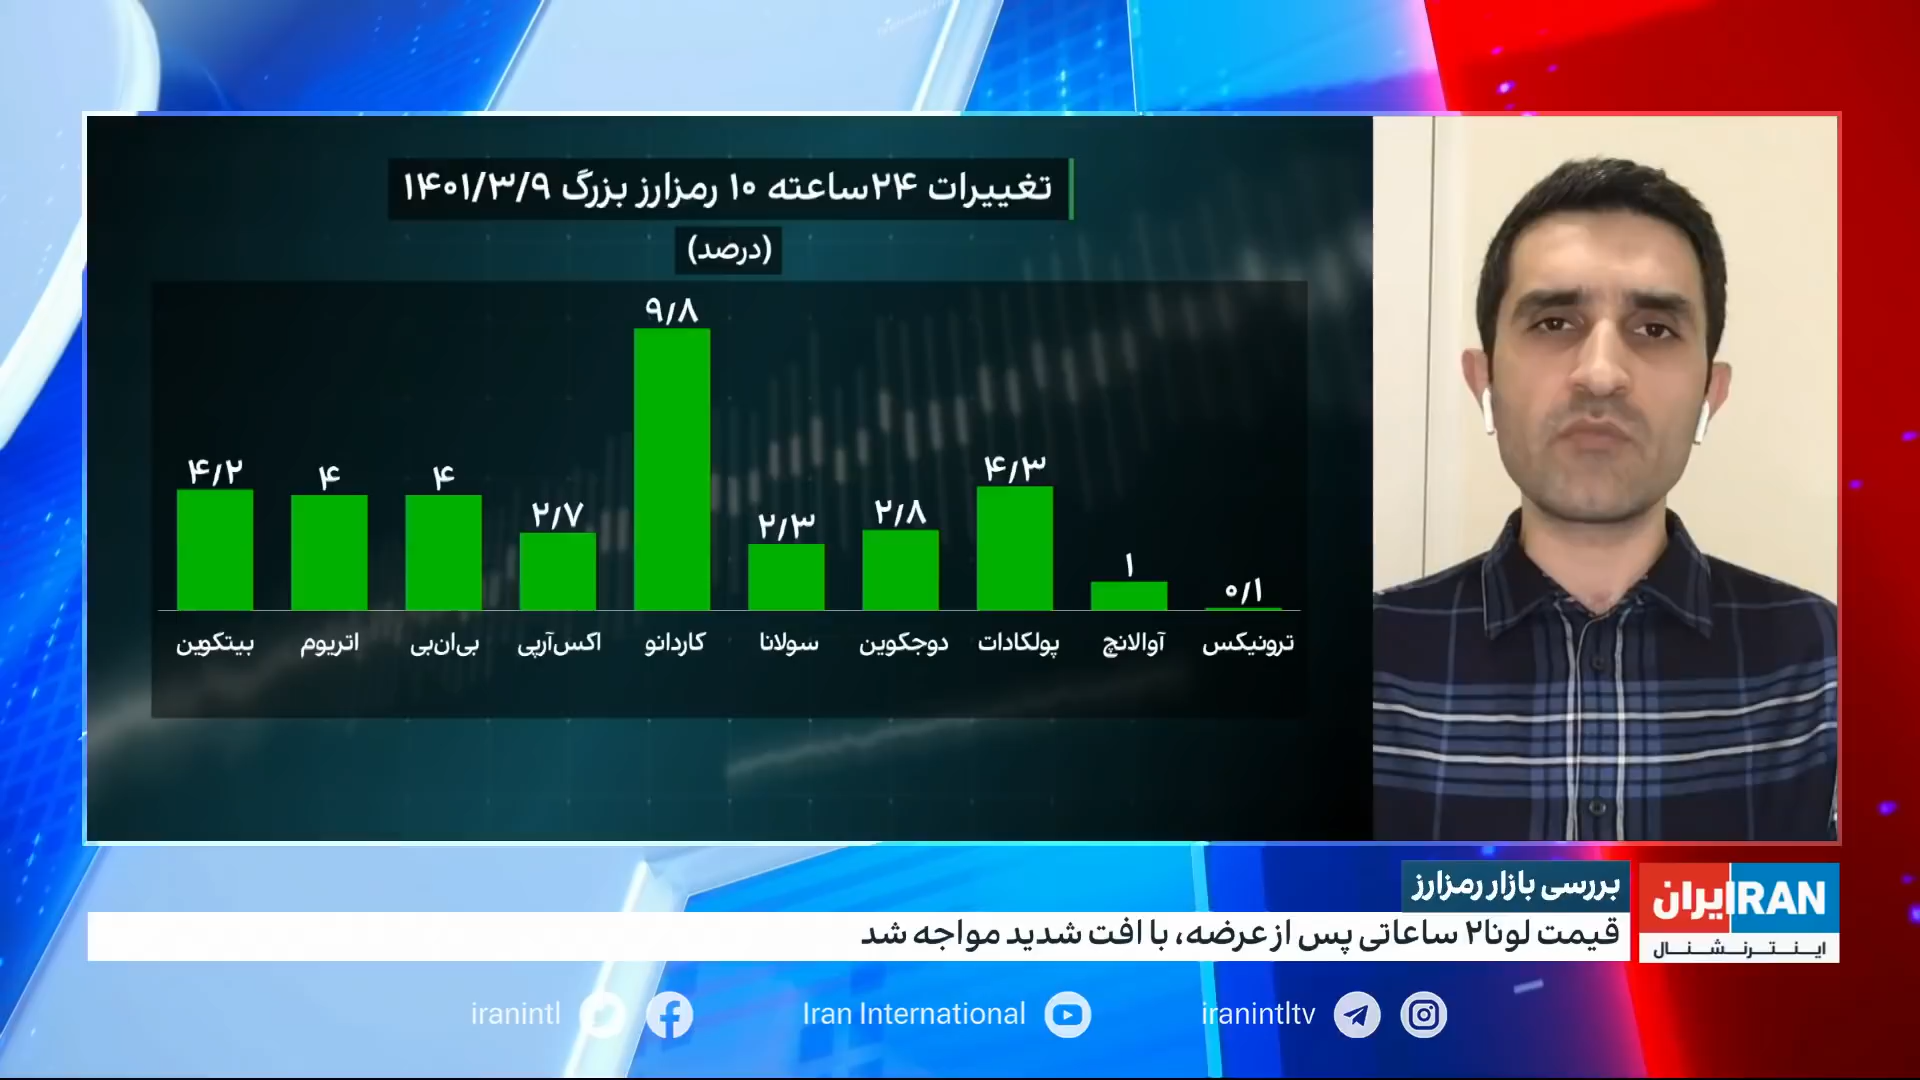 تغییرات ۲۴ساعته ۱۰ رمزارز بزرگ ۱۴۰۱/۳/۹
(درصد)
۴/۲ ۴ ۴ ۲/۷ ۹/۸ ۲/۳ ۲/۸ ۴/۳ ۱ ۰/۱
بیتکوین اتریوم بی‌ان‌بی اکس‌آرپی کاردانو سولانا دوجکوین پولکادات آوالانچ ترونیکس
بررسی بازار رمزارز
قیمت لونا۲ ساعاتی پس از عرضه، با افت شدید مواجه شد
ایران IRAN
اینترنشنال
iranintl Iran International iranintltv